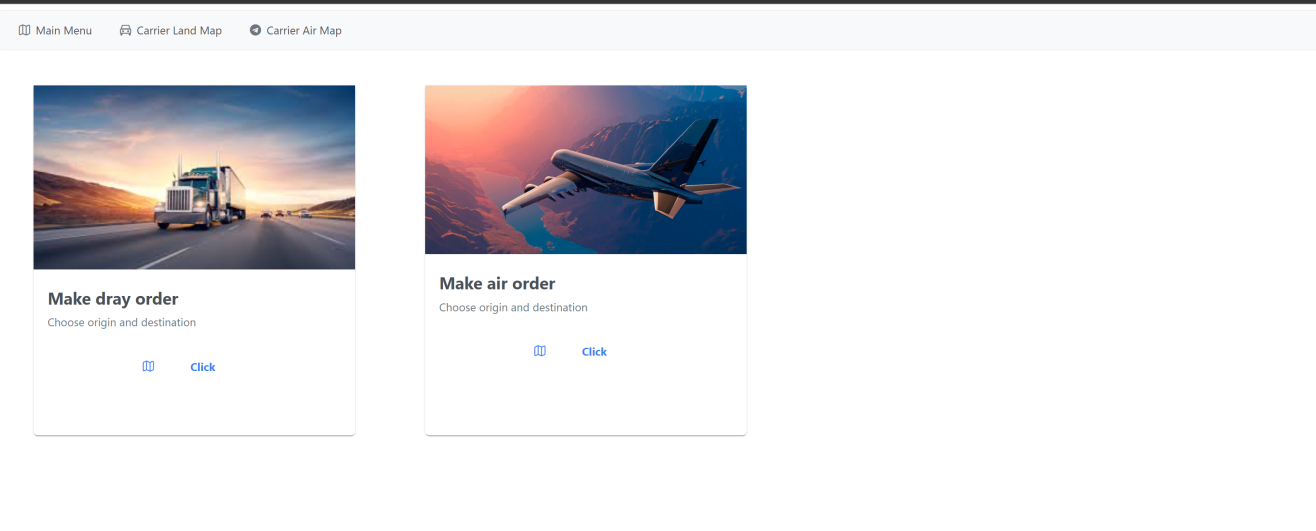 Main Menu
Carrier Land Map
Carrier Air Map
Make dray order
Choose origin and destination
Click
Make air order
Choose origin and destination
Click